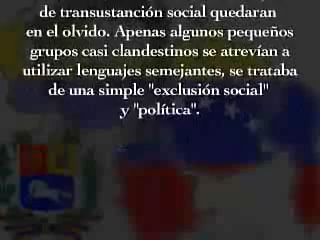 de transustanción social quedaran
en el olvido. Apenas algunos pequeños
grupos casi clandestinos se atrevían a
utilizar lenguajes semejantes, se trataba
de una simple "exclusión social"
y "política".